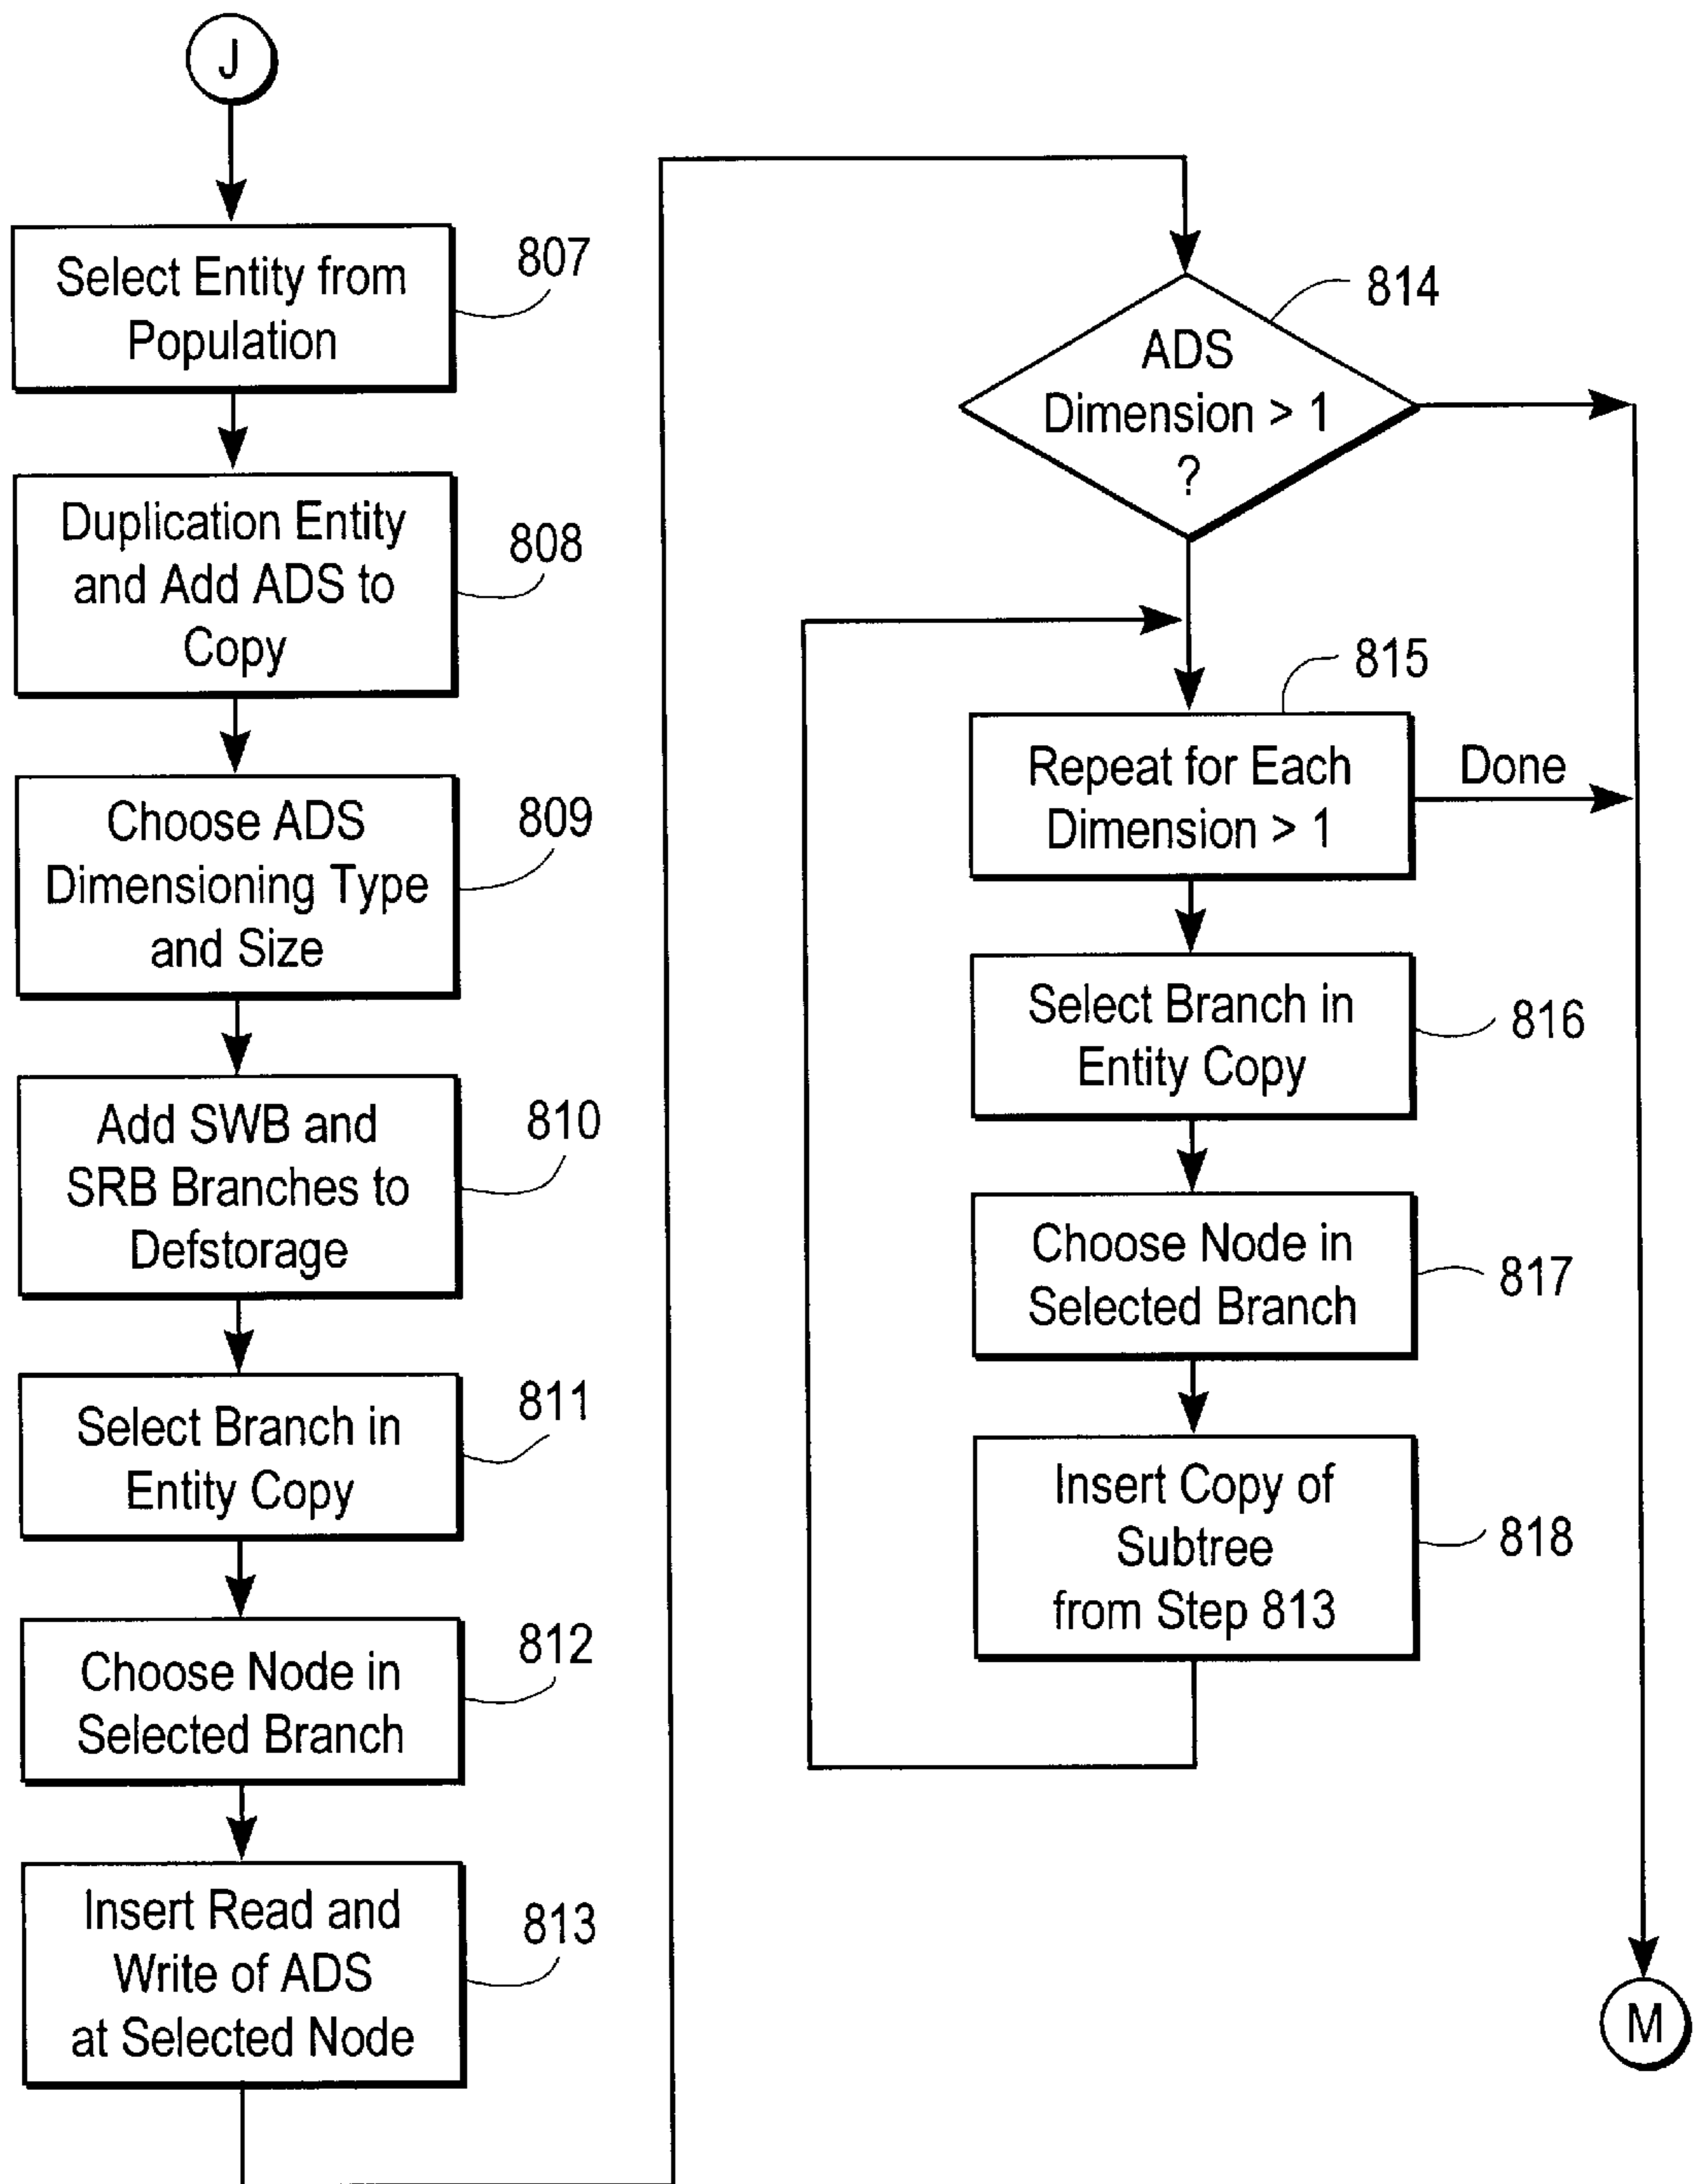 J
Select Entity from
Population
807
Duplication Entity
and Add ADS to
Copy
808
Choose ADS
Dimensioning Type
and Size
809
Add SWB and
SRB Branches to
Defstorage
810
Select Branch in
Entity Copy
811
Choose Node in
Selected Branch
812
Insert Read and
Write of ADS
at Selected Node
813
ADS
Dimension > 1
?
814
Repeat for Each
Dimension > 1
815
Done
Select Branch in
Entity Copy
816
Choose Node in
Selected Branch
817
Insert Copy of
Subtree
from Step 813
818
M